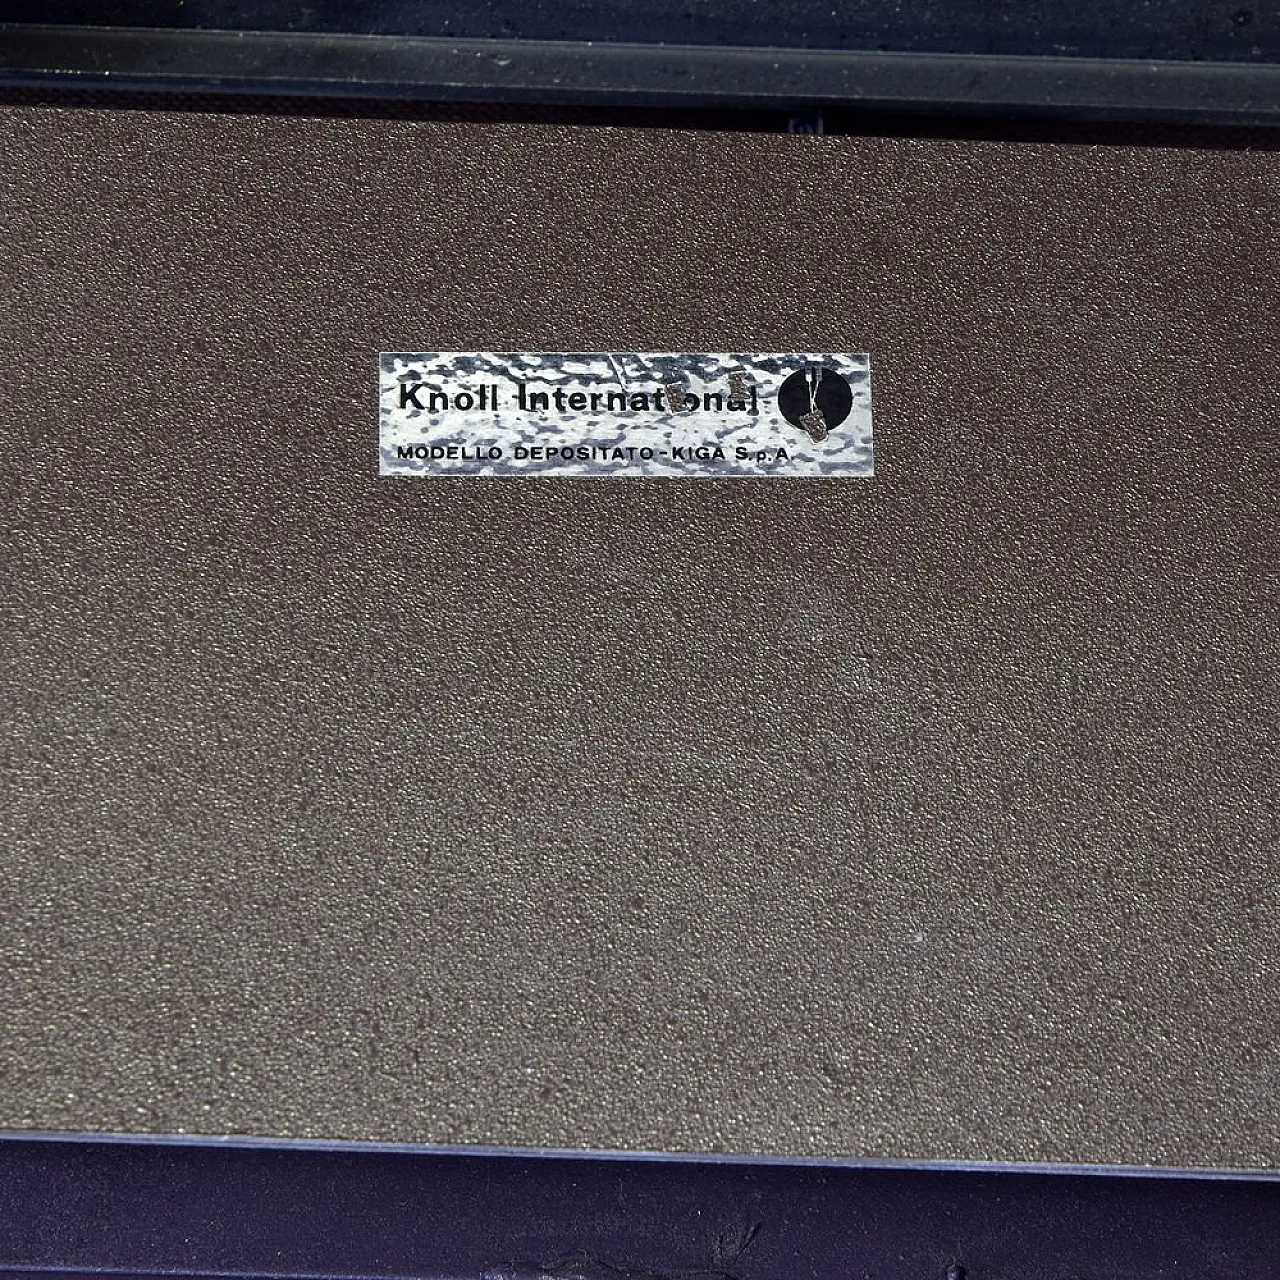 Knoll International
MODELLO DEPOSITATO-KIGA S.p.A.